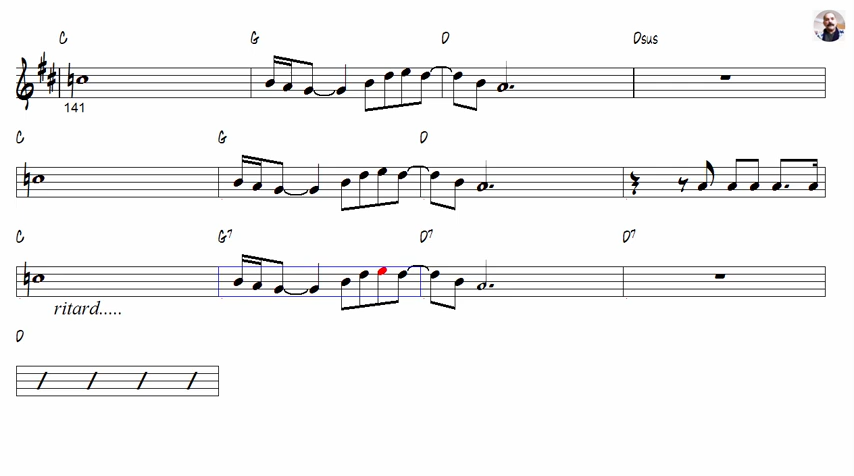 C G D Dsus
141
C G D
C G7 D7 D7
ritard.....
D